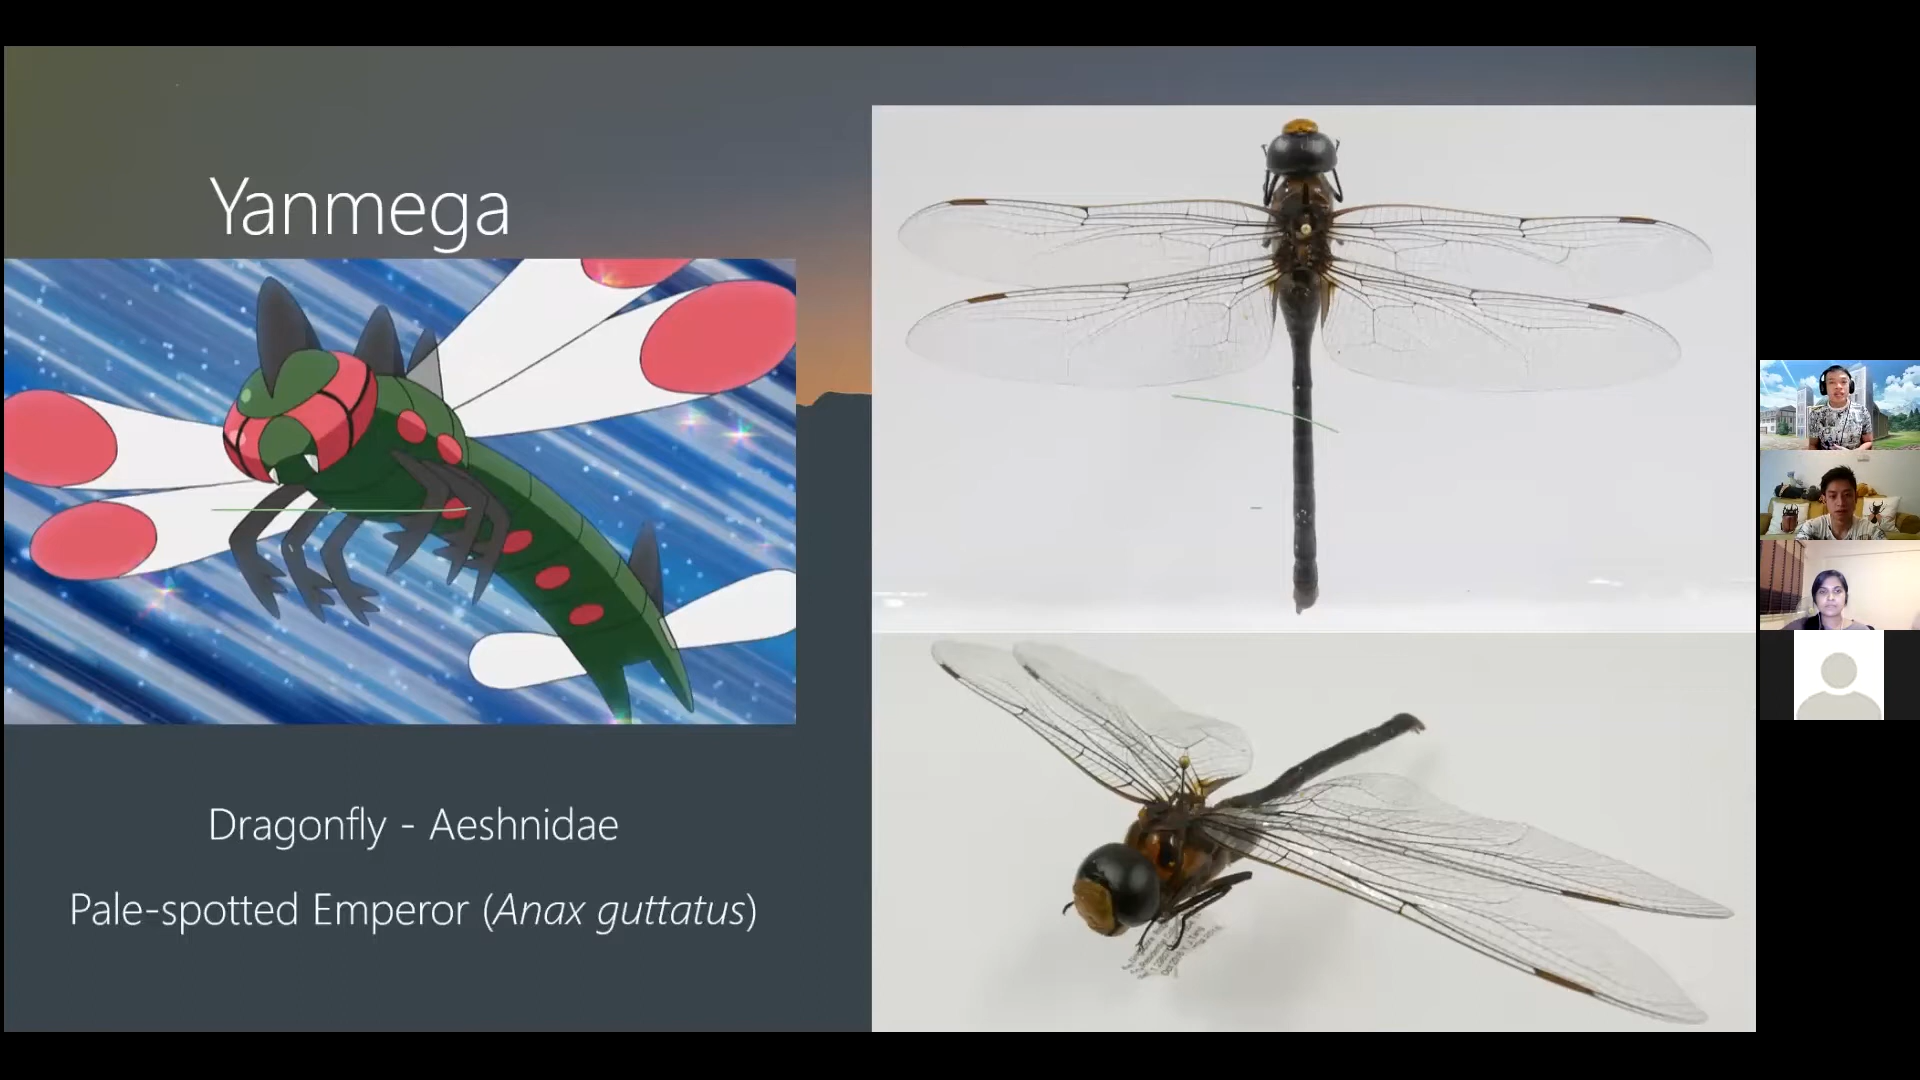 Yanmega
Dragonfly - Aeshnidae
Pale-spotted Emperor (Anax guttatus)